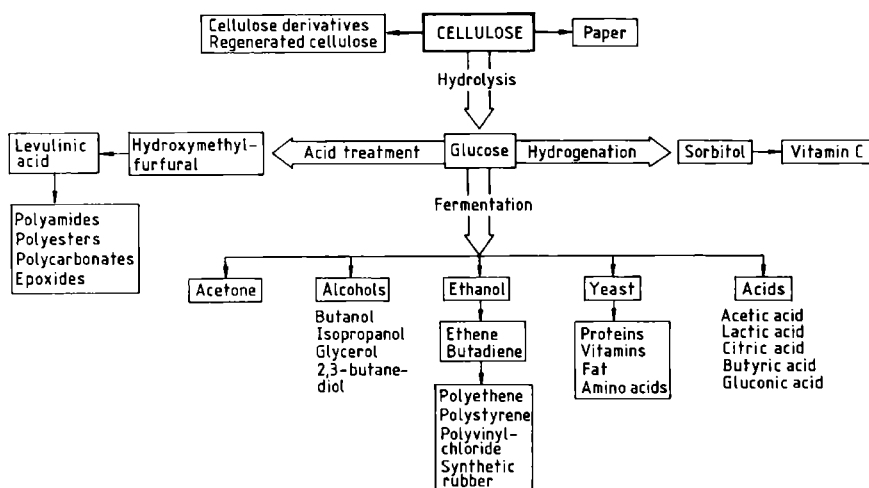 Cellulose derivatives
Regenerated cellulose
CELLULOSE
Paper
Hydrolysis
Levulinic
acid
Hydroxymethyl-
furfural
Acid treatment
Glucose
Hydrogenation
Sorbitol
Vitamin C
Fermentation
Polyamides
Polyesters
Polycarbonates
Epoxides
Acetone
Alcohols
Butanol
Isopropanol
Glycerol
2,3-butane-
diol
Ethanol
Ethene
Butadiene
Polyethene
Polystyrene
Polyvinyl-
chloride
Synthetic
rubber
Yeast
Proteins
Vitamins
Fat
Amino acids
Acids
Acetic acid
Lactic acid
Citric acid
Butyric acid
Gluconic acid